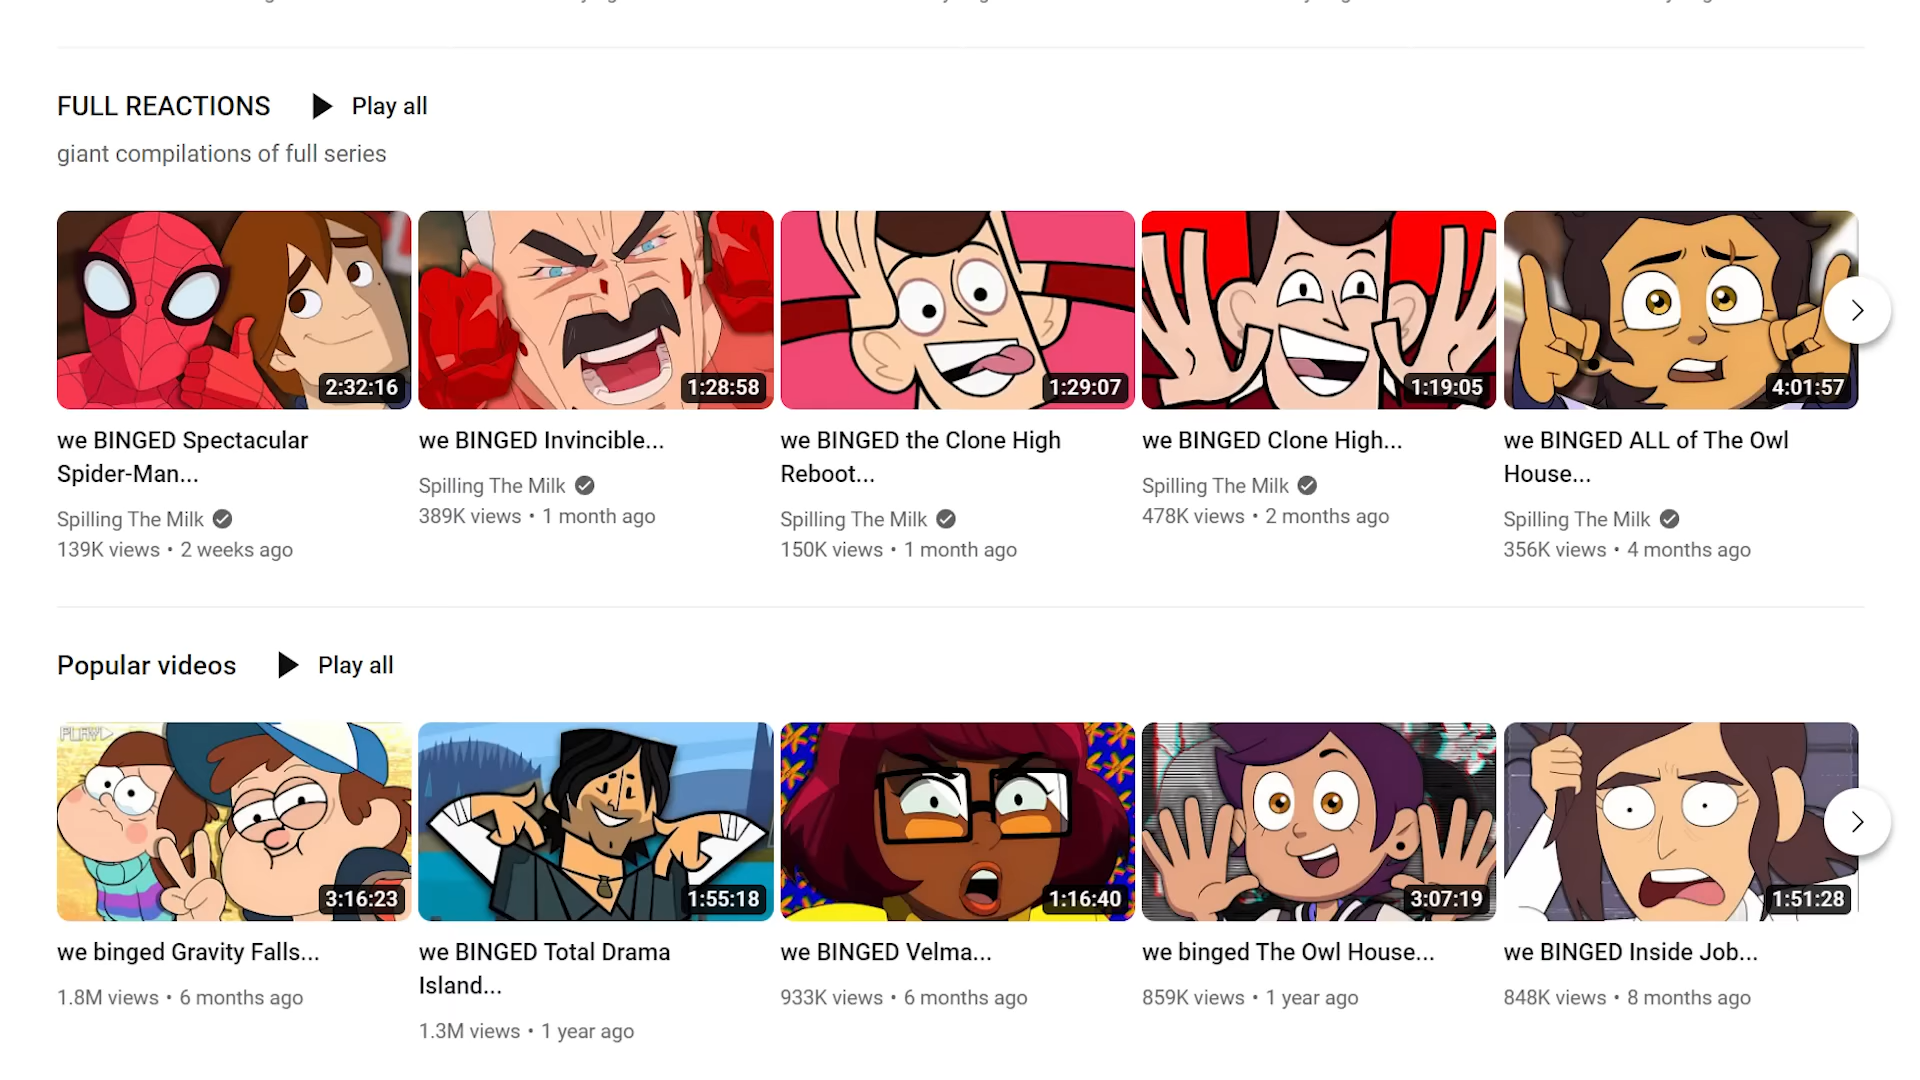 FULL REACTIONS
Play all
giant compilations of full series
2:32:16
1:28:58
1:29:07
1:19:05
4:01:57
we BINGED Spectacular
Spider-Man...
Spilling The Milk
139K views • 2 weeks ago
we BINGED Invincible...
Spilling The Milk
389K views • 1 month ago
we BINGED the Clone High
Reboot...
Spilling The Milk
150K views • 1 month ago
we BINGED Clone High...
Spilling The Milk
478K views • 2 months ago
we BINGED ALL of The Owl
House...
Spilling The Milk
356K views • 4 months ago
Popular videos
Play all
PLAY
3:16:23
1:55:18
1:16:40
3:07:19
1:51:28
we binged Gravity Falls...
1.8M views • 6 months ago
we BINGED Total Drama
Island...
1.3M views • 1 year ago
we BINGED Velma...
933K views • 6 months ago
we binged The Owl House...
859K views • 1 year ago
we BINGED Inside Job...
848K views • 8 months ago